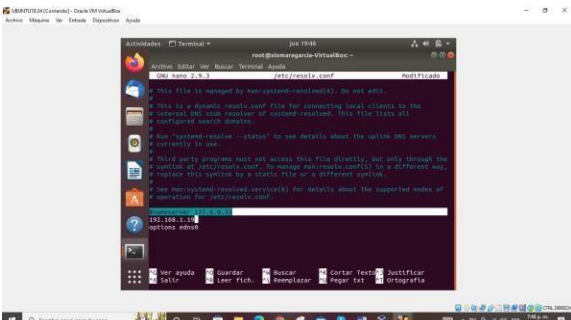 UBUNTU18.04 [Corriendo] - Oracle VM VirtualBox
Archivo Máquina Ver Entrada Dispositivos Ayuda
Actividades Terminal jue 19:48
root@xiomaragarcia-VirtualBox: ~
Archivo Editar Ver Buscar Terminal Ayuda
GNU nano 2.9.3 /etc/resolv.conf Modificado
# This file is managed by man:systemd-resolved(8). Do not edit.
#
# This is a dynamic resolv.conf file for connecting local clients to the
# internal DNS stub resolver of systemd-resolved. This file lists all
# configured search domains.
#
# Run "systemd-resolve --status" to see details about the uplink DNS servers
# currently in use.
#
# Third party programs must not access this file directly, but only through the
# symlink at /etc/resolv.conf. To manage man:resolv.conf(5) in a different way,
# replace this symlink by a static file or a different symlink.
#
# See man:systemd-resolved.service(8) for details about the supported modes of
# operation for /etc/resolv.conf.
#nameserver
192.168.1.19
options edns0
^G Ver ayuda Guardar Buscar Cortar Texto Justificar
^X Salir Leer fich. Reemplazar Pegar txt Ortografía